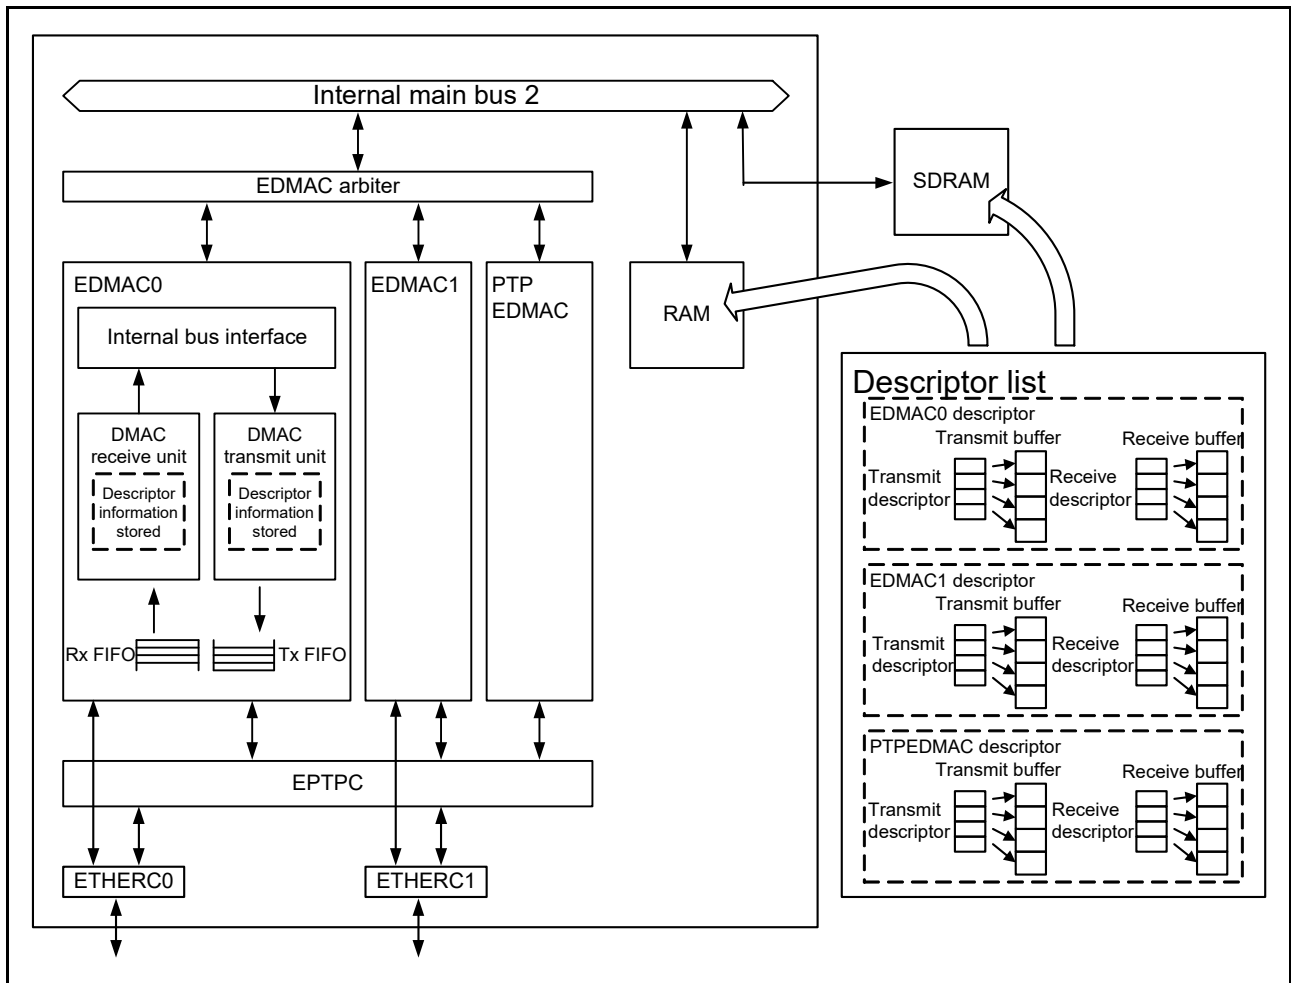 Internal main bus 2
EDMAC arbiter
SDRAM
EDMAC0
EDMAC1
PTP
EDMAC
RAM
Internal bus interface
DMAC
receive unit
Descriptor
information
stored
DMAC
transmit unit
Descriptor
information
stored
Rx FIFO
Tx FIFO
EPTPC
ETHERC0
ETHERC1
Descriptor list
EDMAC0 descriptor
Transmit buffer
Receive buffer
Transmit
descriptor
Receive
descriptor
EDMAC1 descriptor
Transmit buffer
Receive buffer
Transmit
descriptor
Receive
descriptor
PTPEDMAC descriptor
Transmit buffer
Receive buffer
Transmit
descriptor
Receive
descriptor